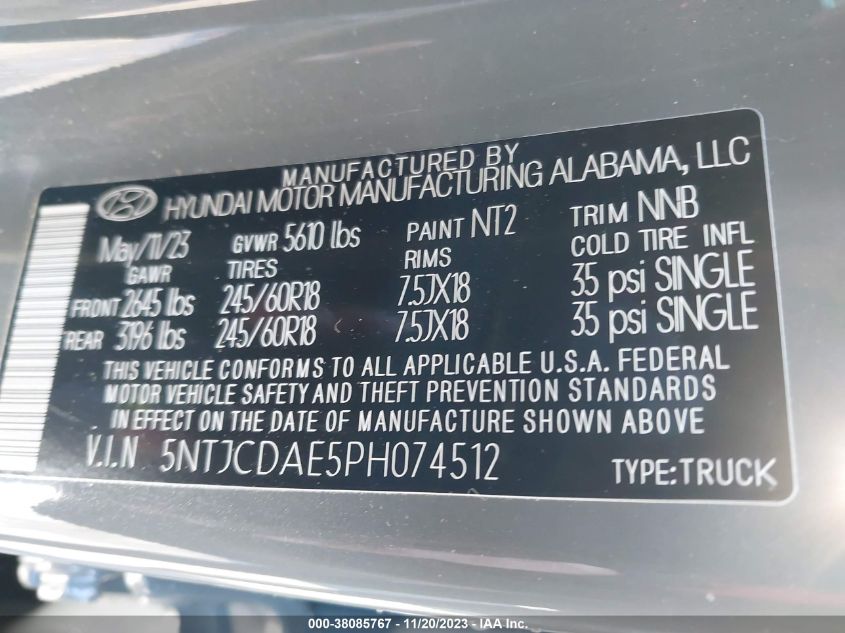 MANUFACTURED BY
HYUNDAI MOTOR MANUFACTURING ALABAMA, LLC
May/11/23 GVWR 5610 lbs PAINT NT2 TRIM NNB
GAWR TIRES RIMS COLD TIRE INFL
FRONT 2645 lbs 245/60R18 7.5JX18 35 psi SINGLE
REAR 3196 lbs 245/60R18 7.5JX18 35 psi SINGLE
THIS VEHICLE CONFORMS TO ALL APPLICABLE U.S.A. FEDERAL
MOTOR VEHICLE SAFETY AND THEFT PREVENTION STANDARDS
IN EFFECT ON THE DATE OF MANUFACTURE SHOWN ABOVE
V.I.N 5NTJCDAE5PH074512 TYPE:TRUCK
000-38085767 - 11/20/2023 - IAA Inc.